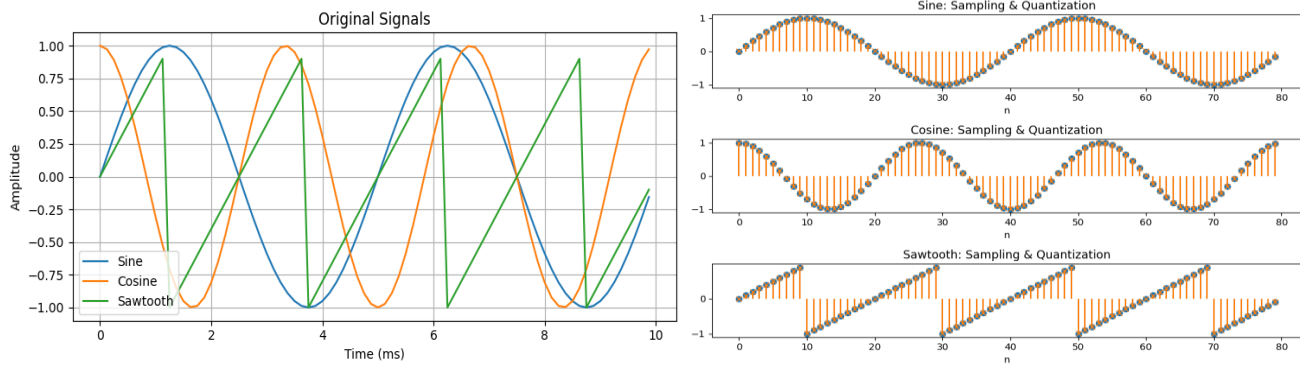 Original Signals
Amplitude
1.00
0.75
0.50
0.25
0.00
−0.25
−0.50
−0.75
−1.00
Sine
Cosine
Sawtooth
0 2 4 6 8 10
Time (ms)
Sine: Sampling & Quantization
1
0
−1
0 10 20 30 40 50 60 70 80
n
Cosine: Sampling & Quantization
1
0
−1
0 10 20 30 40 50 60 70 80
n
Sawtooth: Sampling & Quantization
0
−1
0 10 20 30 40 50 60 70 80
n